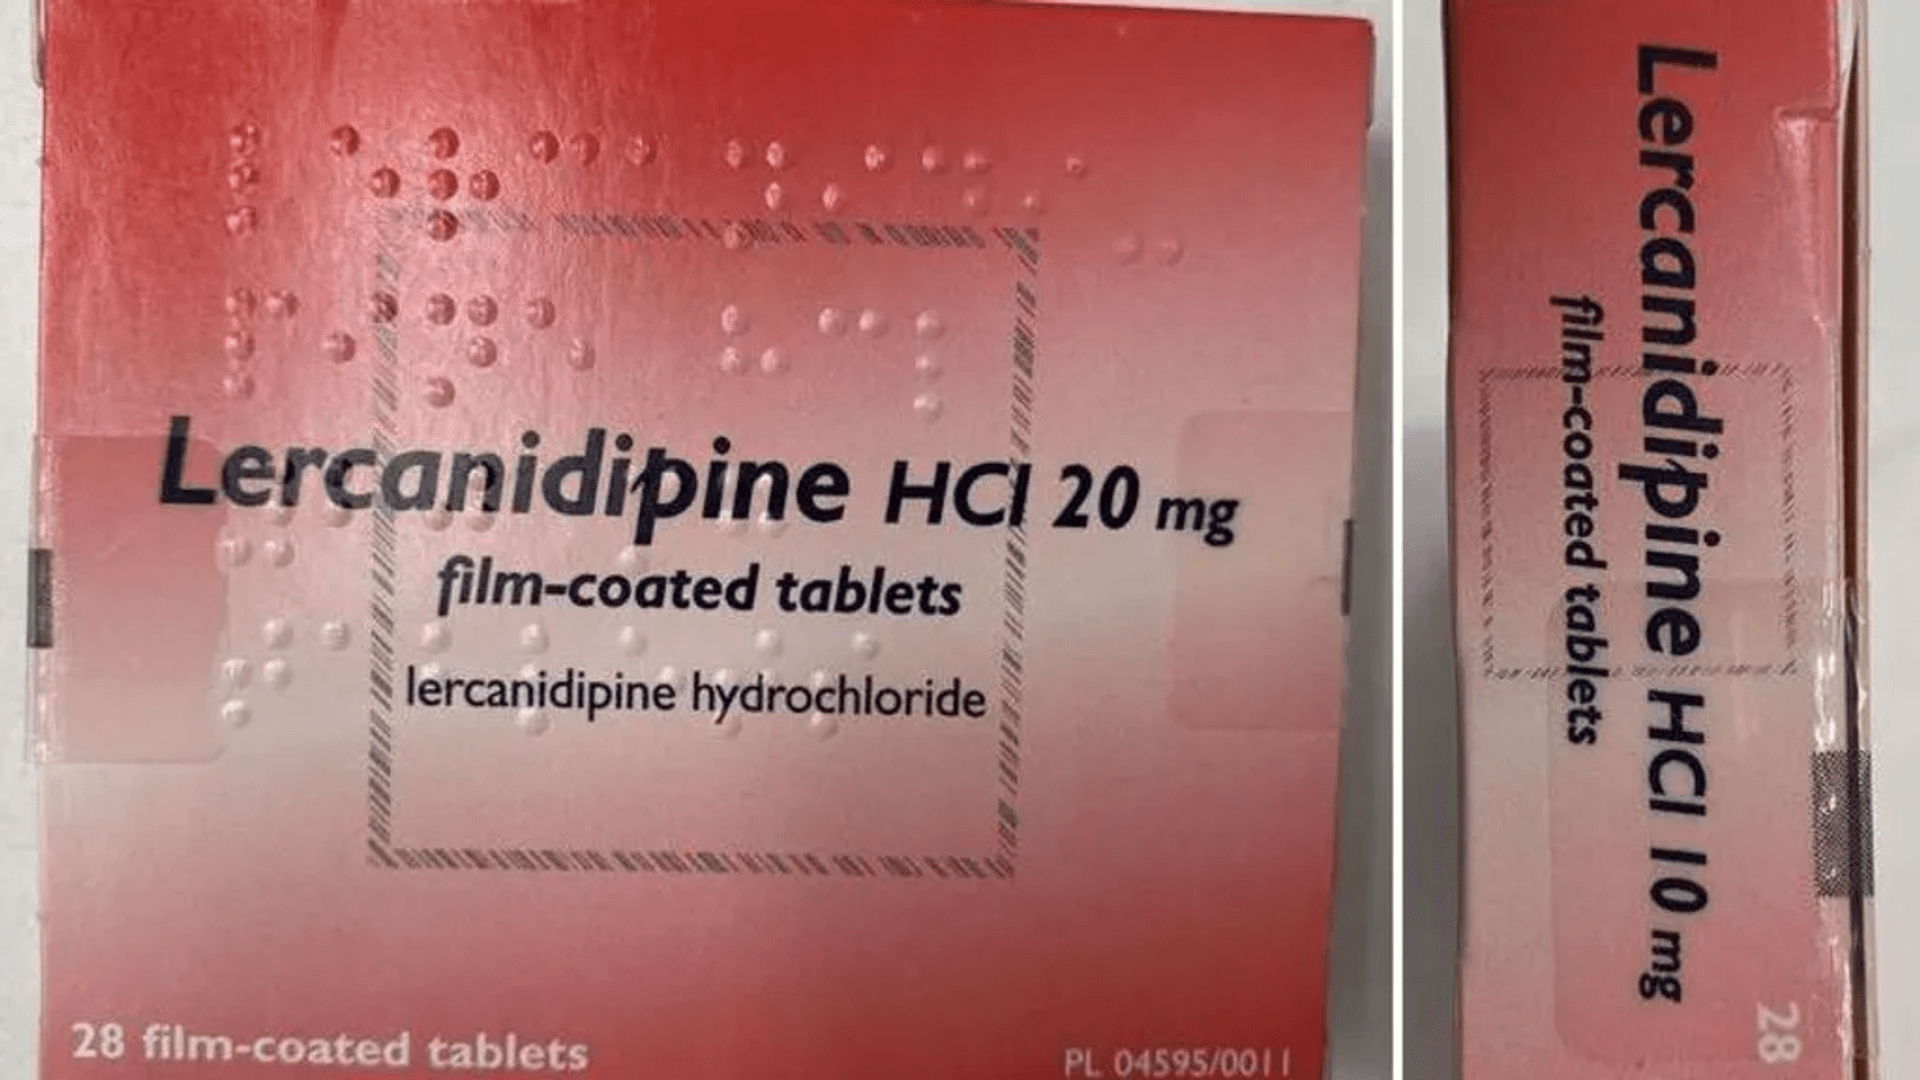 Lercanidipine HCl 20 mg
film-coated tablets
lercanidipine hydrochloride
28 film-coated tablets
PL 04595/0011
Lercanidipine HCl 10 mg
film-coated tablets
28